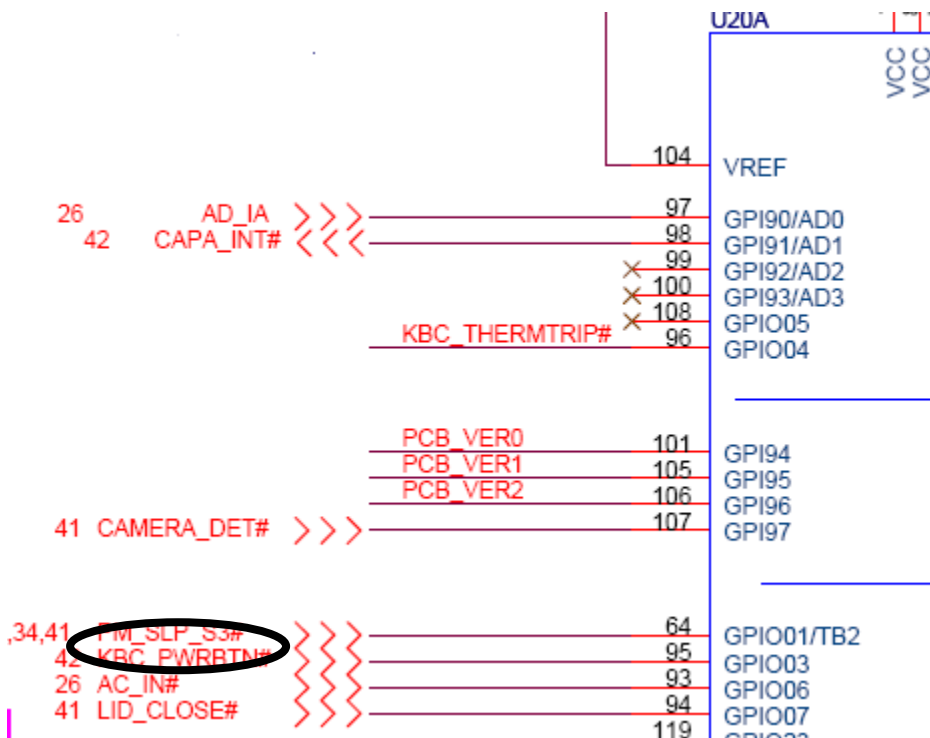 U20A
VCC
VCC
104 VREF
26 AD_IA 97 GPI90/AD0
42 CAPA_INT# 98 GPI91/AD1
99 GPI92/AD2
100 GPI93/AD3
108 GPIO05
KBC_THERMTRIP# 96 GPIO04
PCB_VER0 101 GPI94
PCB_VER1 105 GPI95
PCB_VER2 106 GPI96
41 CAMERA_DET# 107 GPI97
,34,41 PM_SLP_S3# 64 GPIO01/TB2
42 KBC_PWRBTN# 95 GPIO03
26 AC_IN# 93 GPIO06
41 LID_CLOSE# 94 GPIO07
119